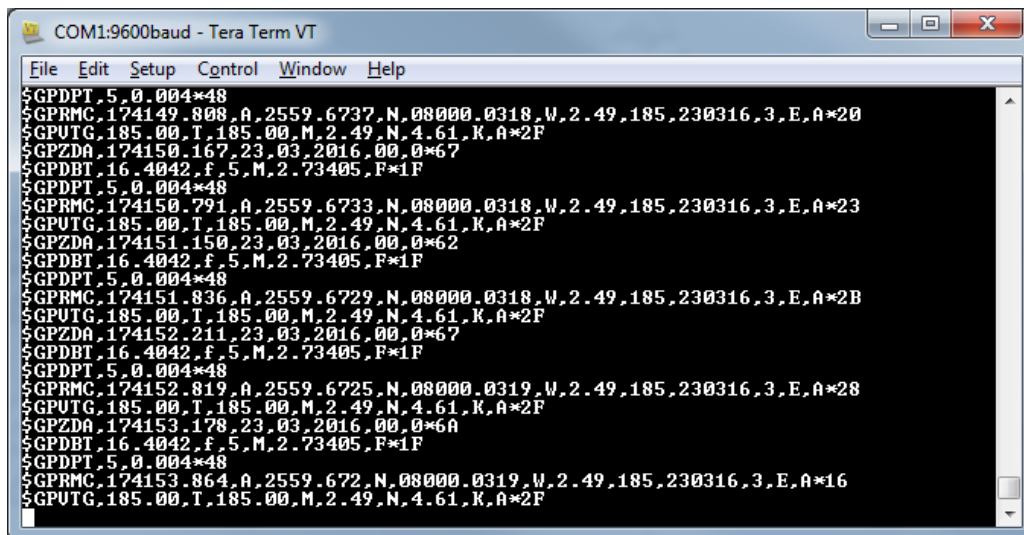 COM1:9600baud - Tera Term VT
File Edit Setup Control Window Help
$GPDPT,5,0.004*48
$GPRMC,174149.808,A,2559.6737,N,08000.0318,W,2.49,185,230316,3,E,A*20
$GPVTG,185.00,T,185.00,M,2.49,N,4.61,K,A*2F
$GPZDA,174150.167,23,03,2016,00,0*67
$GPDBT,16.4042,f,5,M,2.73405,F*1F
$GPDPT,5,0.004*48
$GPRMC,174150.791,A,2559.6733,N,08000.0318,W,2.49,185,230316,3,E,A*23
$GPVTG,185.00,T,185.00,M,2.49,N,4.61,K,A*2F
$GPZDA,174151.150,23,03,2016,00,0*62
$GPDBT,16.4042,f,5,M,2.73405,F*1F
$GPDPT,5,0.004*48
$GPRMC,174151.836,A,2559.6729,N,08000.0318,W,2.49,185,230316,3,E,A*2B
$GPVTG,185.00,T,185.00,M,2.49,N,4.61,K,A*2F
$GPZDA,174152.211,23,03,2016,00,0*67
$GPDBT,16.4042,f,5,M,2.73405,F*1F
$GPDPT,5,0.004*48
$GPRMC,174152.819,A,2559.6725,N,08000.0319,W,2.49,185,230316,3,E,A*28
$GPVTG,185.00,T,185.00,M,2.49,N,4.61,K,A*2F
$GPZDA,174153.178,23,03,2016,00,0*6A
$GPDBT,16.4042,f,5,M,2.73405,F*1F
$GPDPT,5,0.004*48
$GPRMC,174153.864,A,2559.672,N,08000.0319,W,2.49,185,230316,3,E,A*16
$GPVTG,185.00,T,185.00,M,2.49,N,4.61,K,A*2F